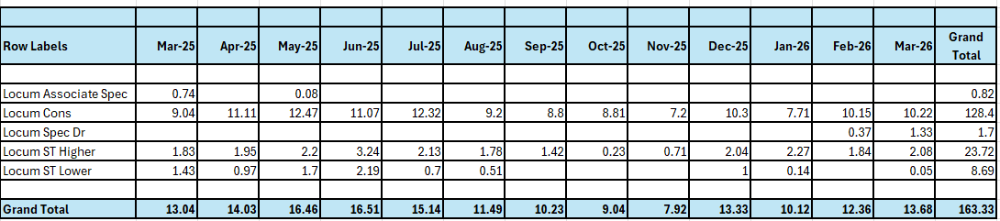 Row Labels Mar-25 Apr-25 May-25 Jun-25 Jul-25 Aug-25 Sep-25 Oct-25 Nov-25 Dec-25 Jan-26 Feb-26 Mar-26 Grand Total
Locum Associate Spec 0.74 0.08 0.82
Locum Cons 9.04 11.11 12.47 11.07 12.32 9.2 8.8 8.81 7.2 10.3 7.71 10.15 10.22 128.4
Locum Spec Dr 0.37 1.33 1.7
Locum ST Higher 1.83 1.95 2.2 3.24 2.13 1.78 1.42 0.23 0.71 2.04 2.27 1.84 2.08 23.72
Locum ST Lower 1.43 0.97 1.7 2.19 0.7 0.51 1 0.14 0.05 8.69
Grand Total 13.04 14.03 16.46 16.51 15.14 11.49 10.23 9.04 7.92 13.33 10.12 12.36 13.68 163.33